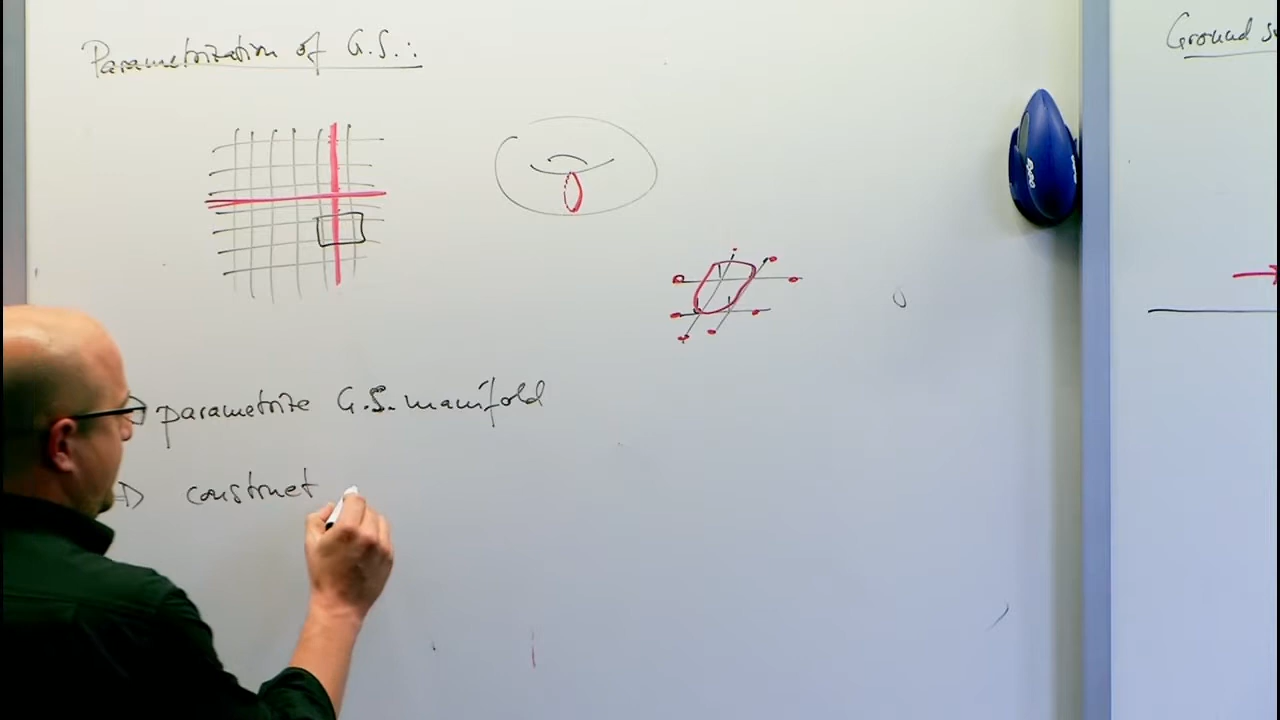 Parametrization of G.S.:
Ground s
parametrize G.S. manifold
construct